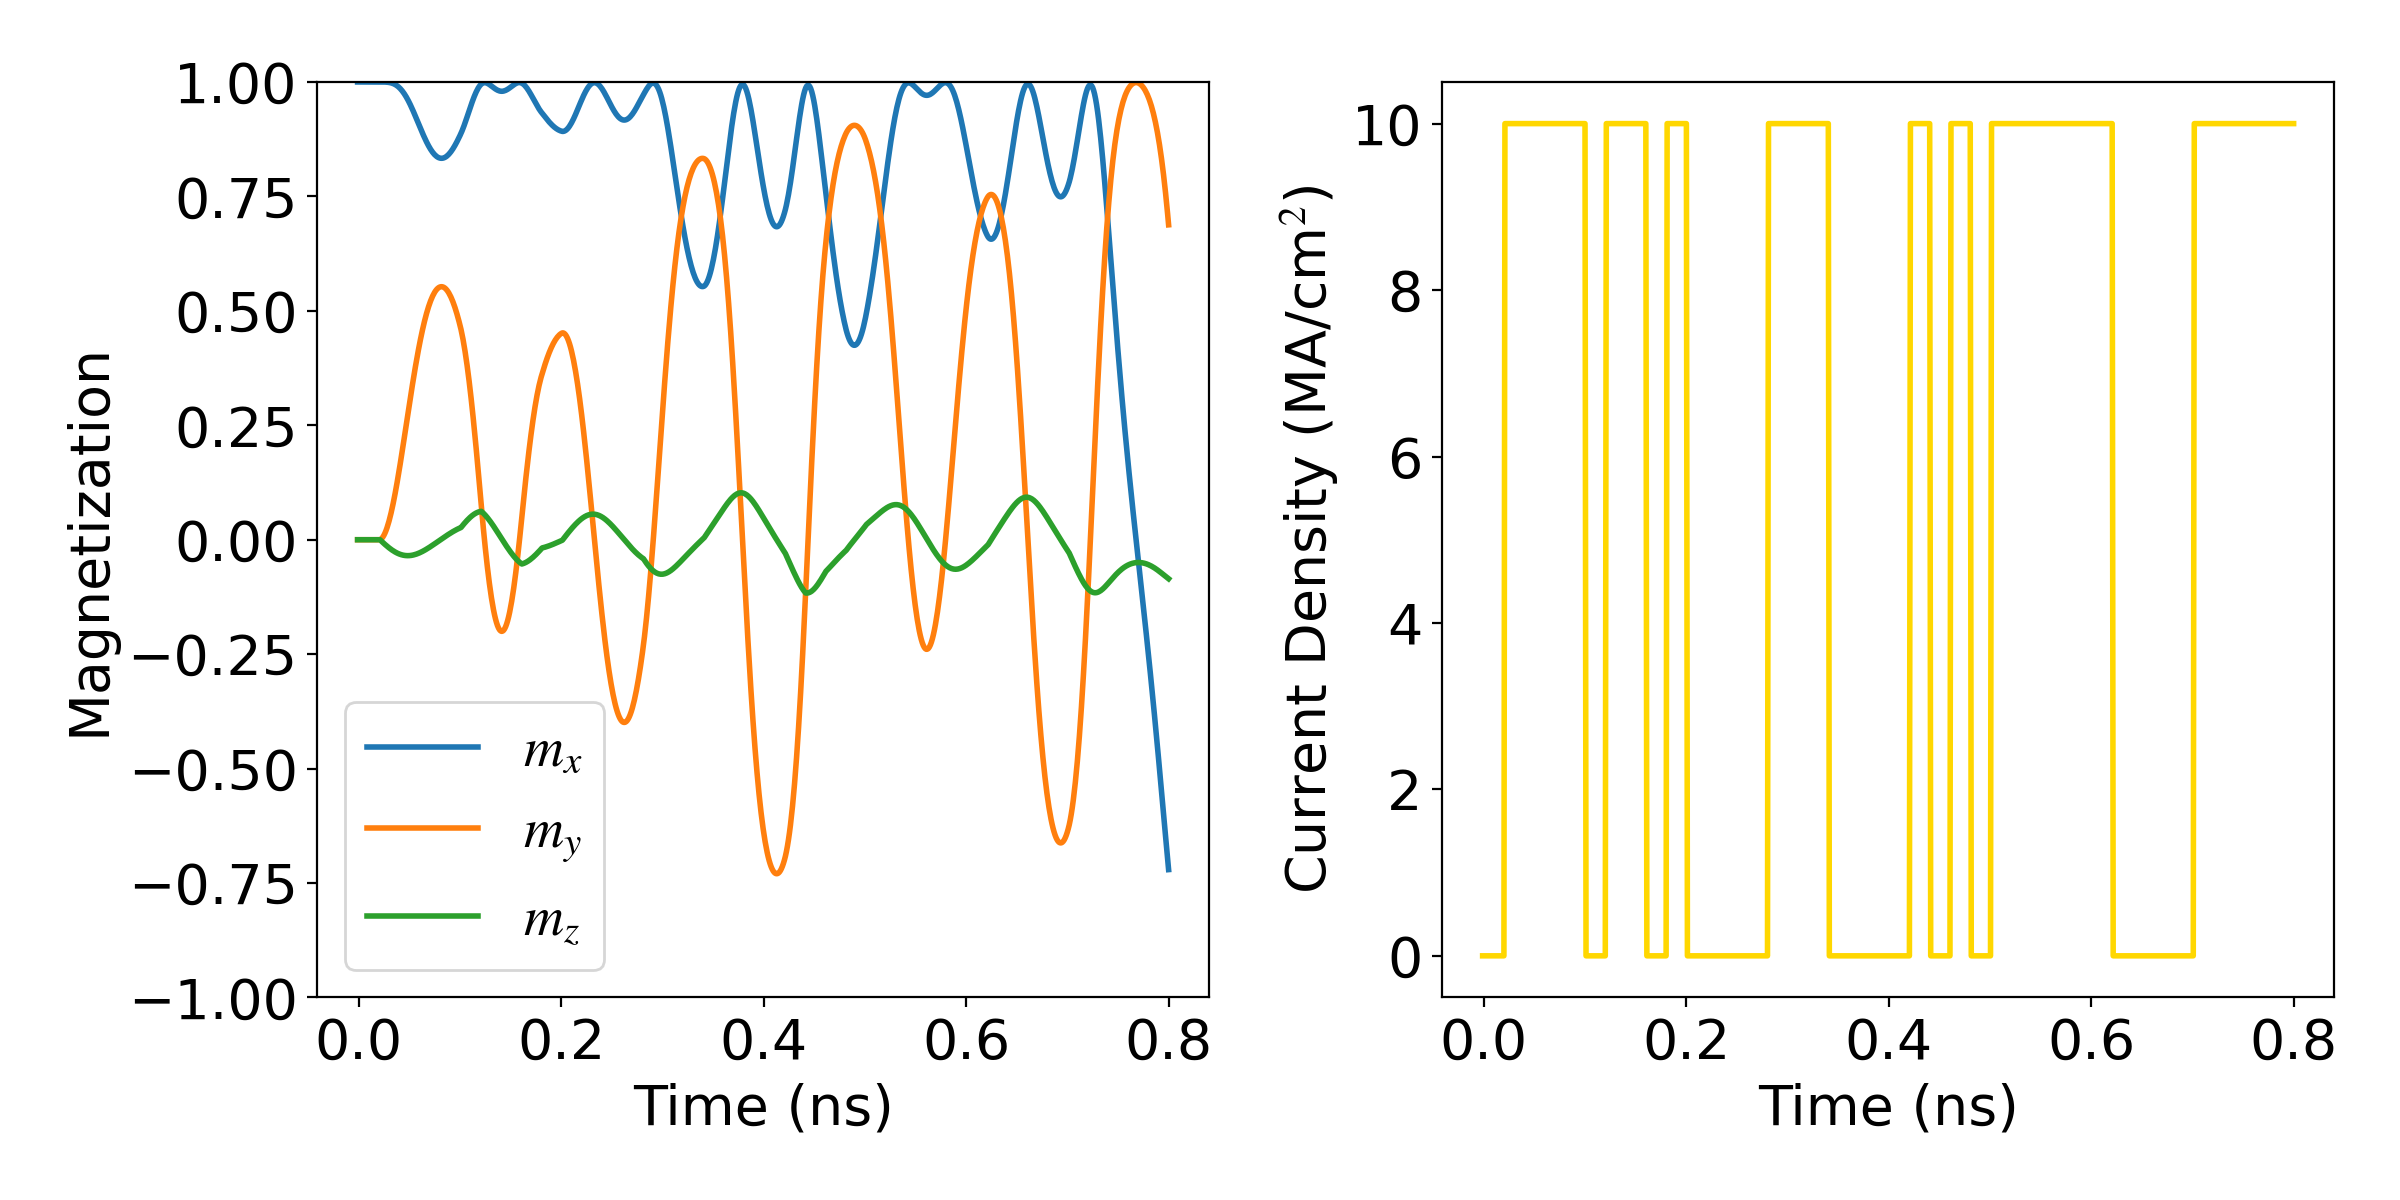 Magnetization
1.00
0.75
0.50
0.25
0.00
−0.25
−0.50
−0.75
−1.00
m_x
m_y
m_z
0.0 0.2 0.4 0.6 0.8
Time (ns)
Current Density (MA/cm²)
10
8
6
4
2
0
0.0 0.2 0.4 0.6 0.8
Time (ns)